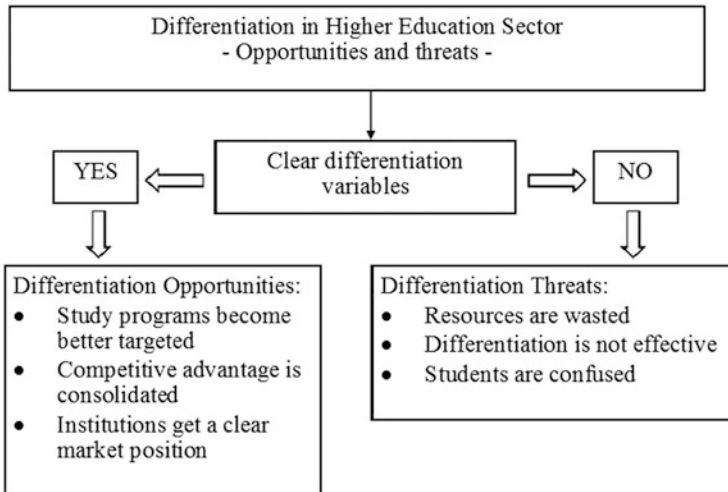 Differentiation in Higher Education Sector
- Opportunities and threats -
Clear differentiation
variables
YES
NO
Differentiation Opportunities:
• Study programs become
better targeted
• Competitive advantage is
consolidated
• Institutions get a clear
market position
Differentiation Threats:
• Resources are wasted
• Differentiation is not effective
• Students are confused